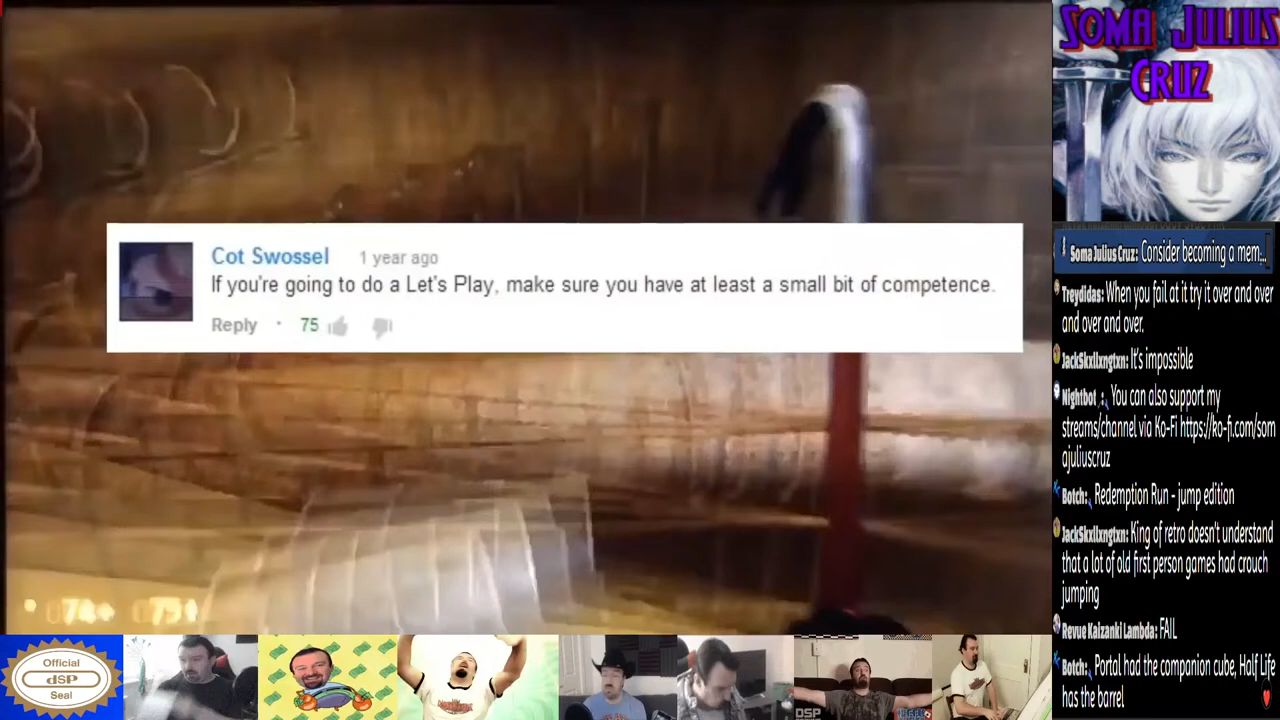 SOMA JULIUS
CRUZ
Cot Swossel 1 year ago
If you're going to do a Let's Play, make sure you have at least a small bit of competence.
Reply · 75
Soma Julius Cruz: Consider becoming a mem...
Treydidas: When you fail at it try it over and over
and over and over.
JackSkxllxngtxn: It's impossible
Nightbot : You can also support my
streams/channel via Ko-Fi https://ko-fi.com/som
ajuliuscruz
Botch: Redemption Run - jump edition
JackSkxllxngtxn: King of retro doesn't understand
that a lot of old first person games had crouch
jumping
Revue Kaizanki Lambda: FAIL
Botch: Portal had the companion cube, Half Life
has the barrel
Official
dSP
Seal
DSP